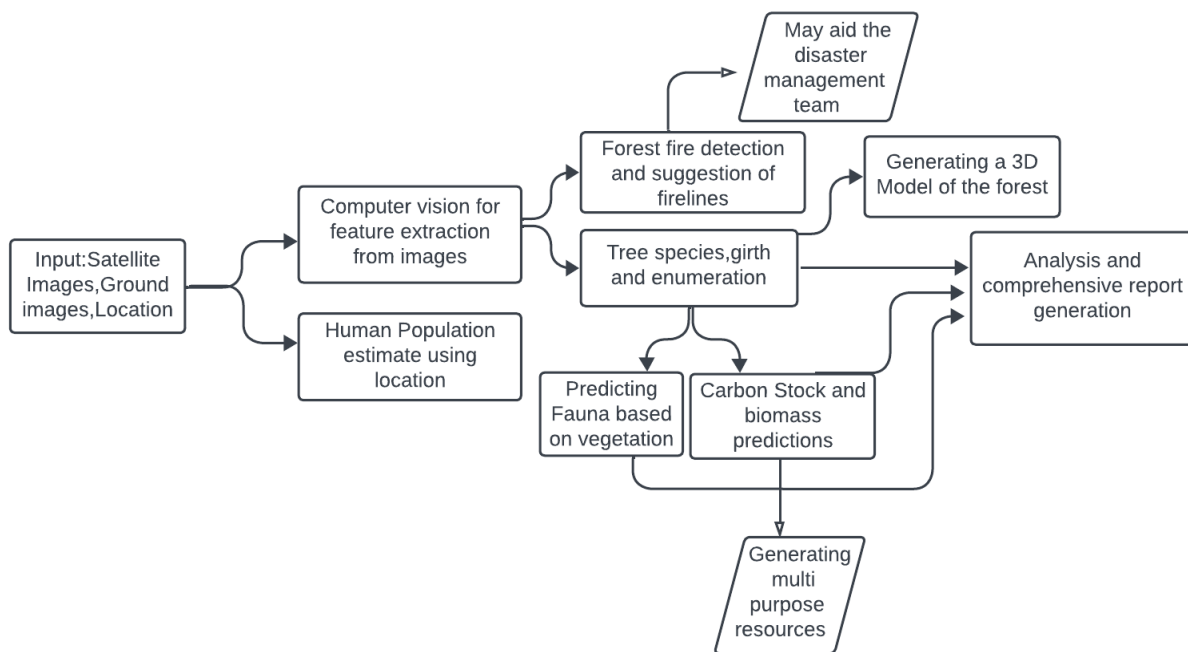 Input:Satellite
Images,Ground
images,Location
Computer vision for
feature extraction
from images
Human Population
estimate using
location
Forest fire detection
and suggestion of
firelines
May aid the
disaster
management
team
Tree species,girth
and enumeration
Generating a 3D
Model of the forest
Predicting
Fauna based
on vegetation
Carbon Stock and
biomass
predictions
Analysis and
comprehensive report
generation
Generating
multi
purpose
resources